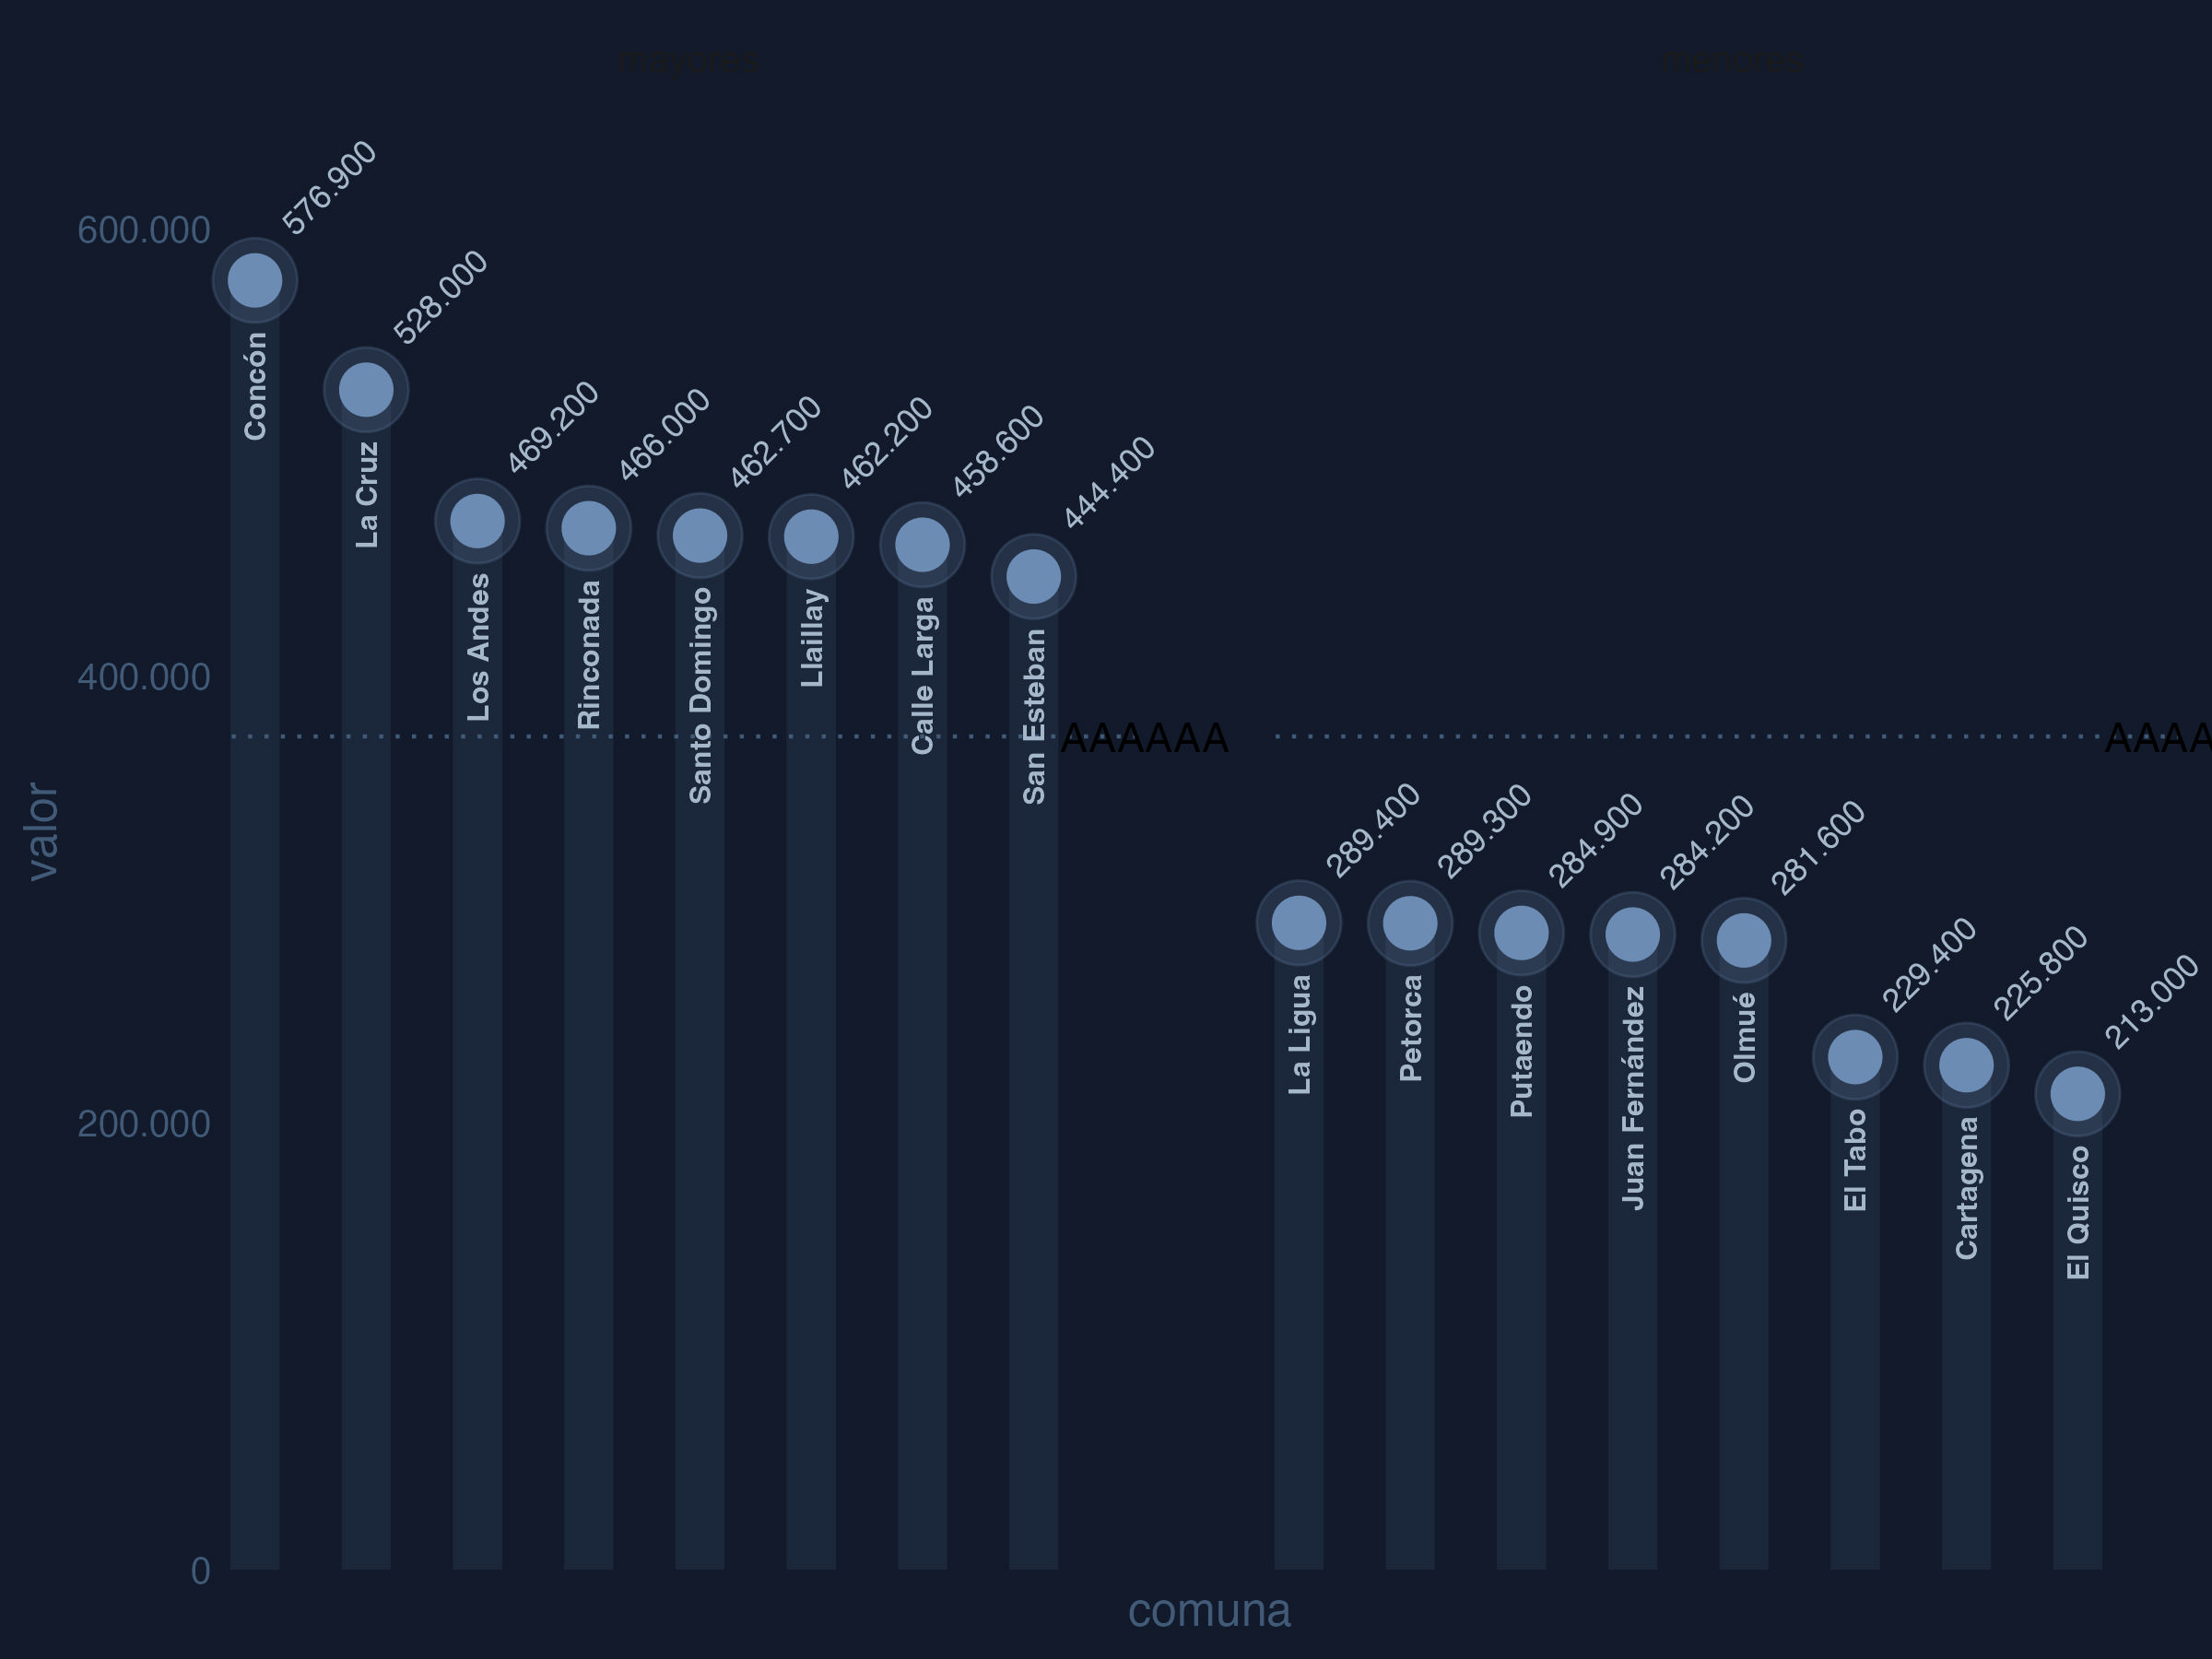 mayores
menores
600.000
400.000
200.000
0
valor
comuna
576.900
528.000
469.200
466.000
462.700
462.200
458.600
444.400
Concón
La Cruz
Los Andes
Rinconada
Santo Domingo
Llaillay
Calle Larga
San Esteban
AAAAAA
289.400
289.300
284.900
284.200
281.600
229.400
225.800
213.000
La Ligua
Petorca
Putaendo
Juan Fernández
Olmué
El Tabo
Cartagena
El Quisco
AAAA